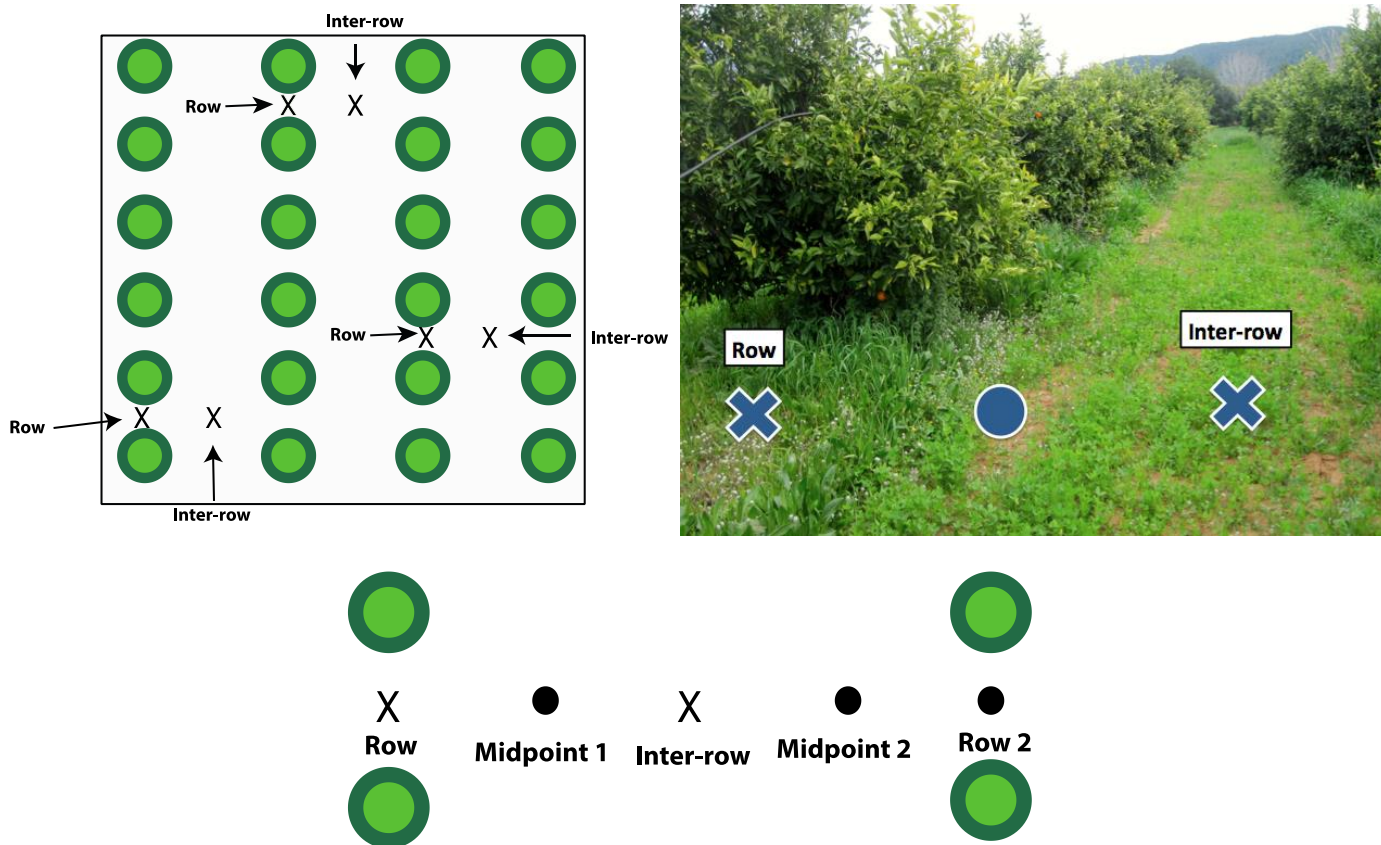 Inter-row
Row
X X
Row
X X
Inter-row
Row
X X
Inter-row
Row
Inter-row
X
Row
Midpoint 1
X
Inter-row
Midpoint 2
Row 2